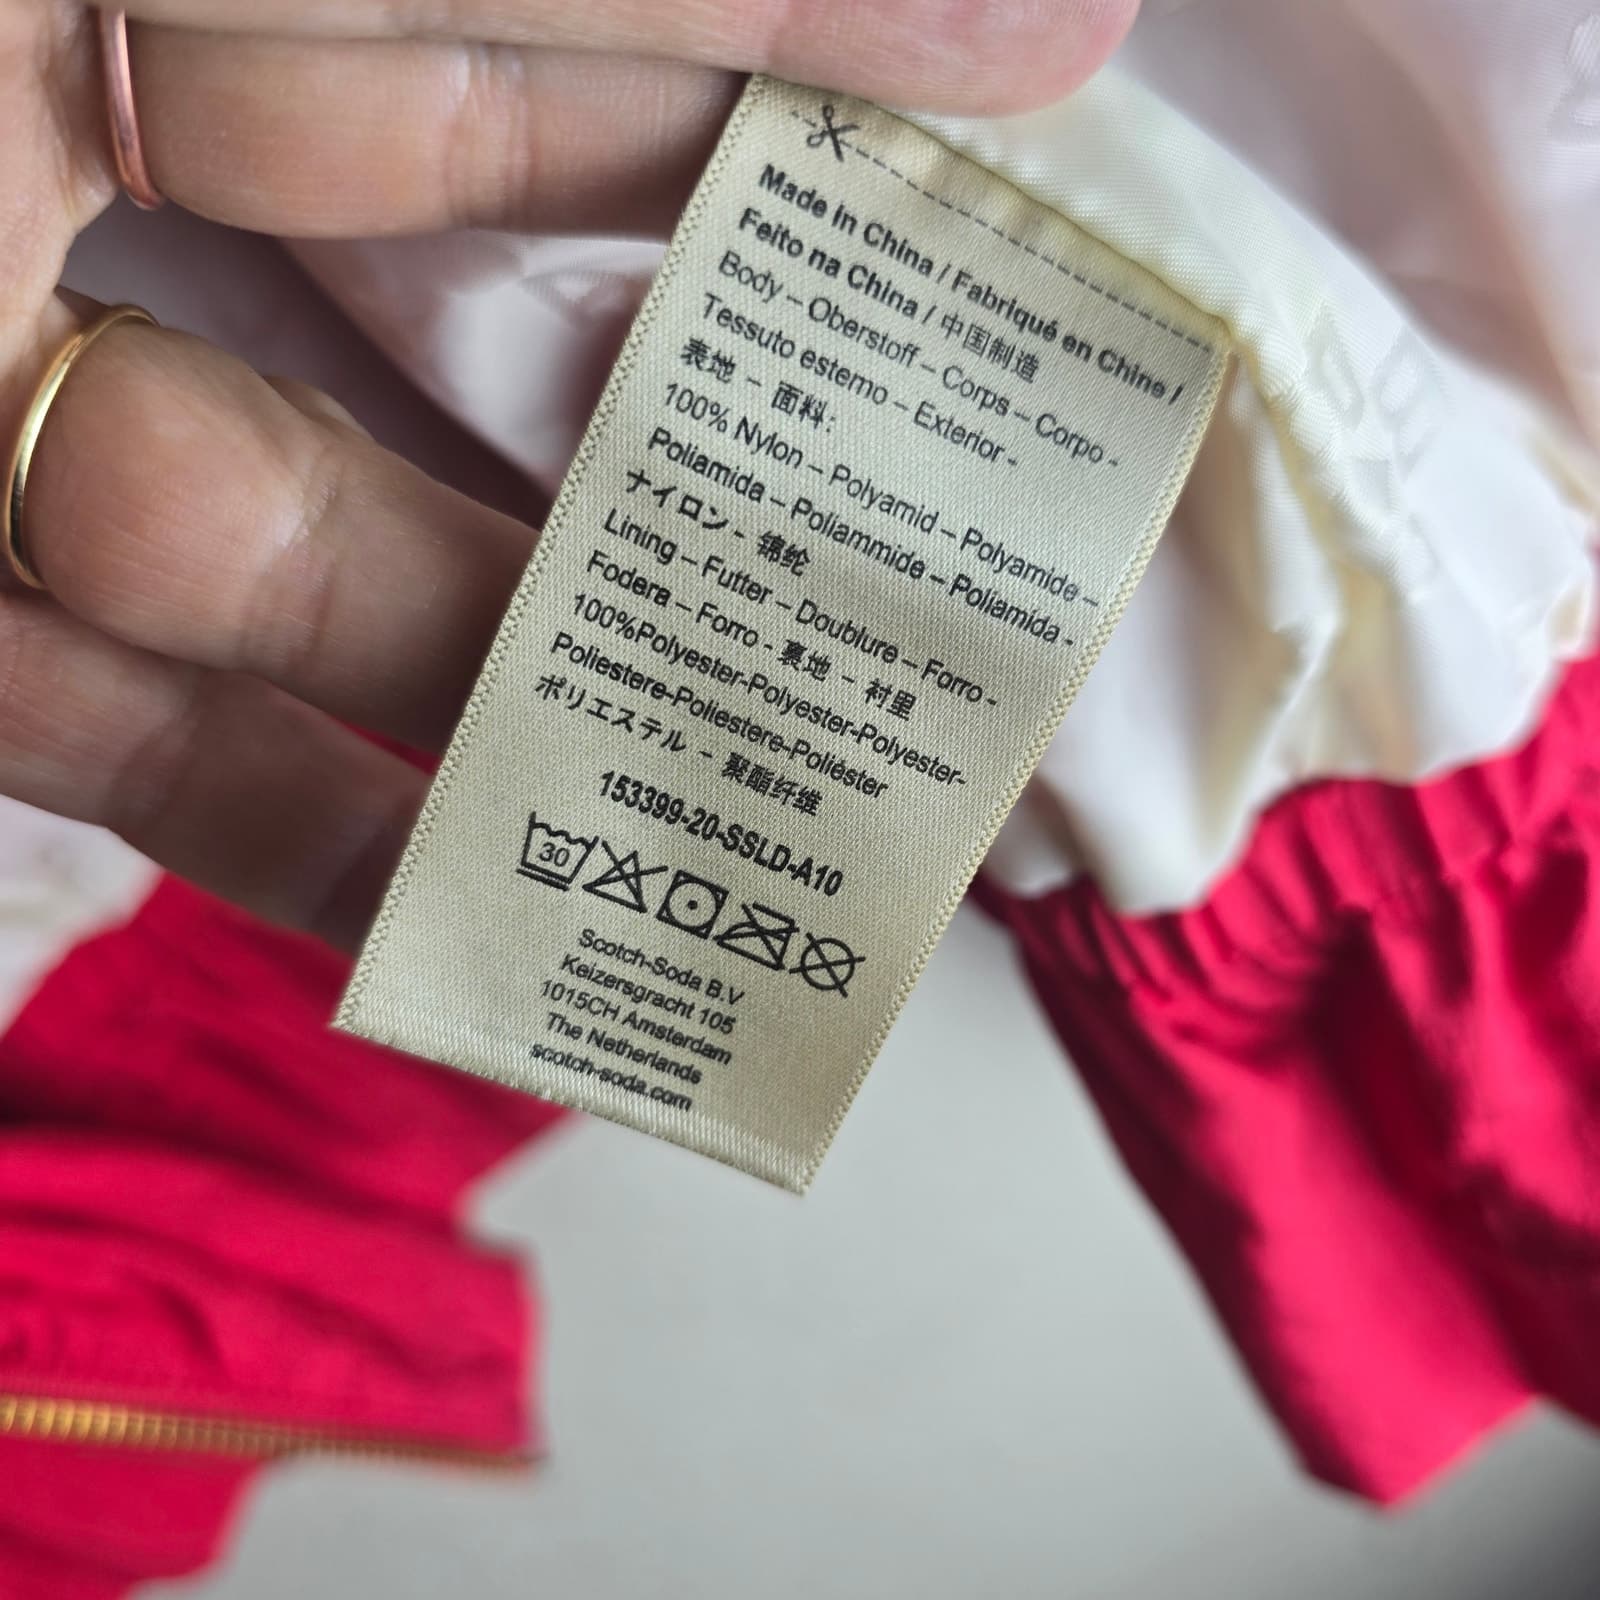 Made in China / Fabriqué en Chine /
Feito na China / 中国制造
Body – Oberstoff – Corps – Corpo -
Tessuto esterno – Exterior -
表地 - 面料:
100% Nylon – Polyamid – Polyamide –
Poliamida – Poliammide – Poliamida -
ナイロン - 锦纶
Lining – Futter – Doublure – Forro -
Fodera – Forro - 裏地 - 衬里
100%Polyester-Polyester-Polyester-
Poliestere-Poliestere-Poliéster
ポリエステル - 聚酯纤维
153399-20-SSLD-A10
30
Scotch-Soda B.V
Keizersgracht 105
1015CH Amsterdam
The Netherlands
scotch-soda.com